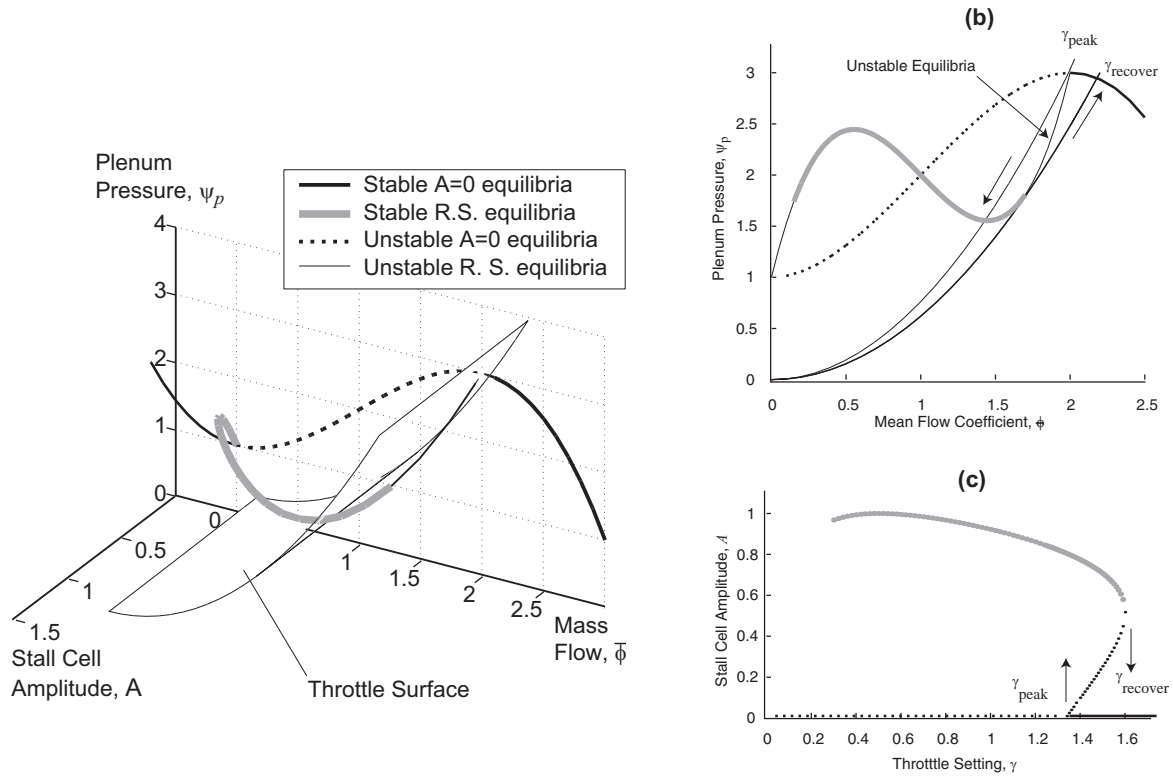 Plenum
Pressure, ψp
4
3
2
1
0
0
0.5
1
1.5
Stall Cell
Amplitude, A
1
1.5
2
2.5
Mass
Flow, ϕ̅
Throttle Surface
Stable A=0 equilibria
Stable R.S. equilibria
Unstable A=0 equilibria
Unstable R. S. equilibria
(b)
γpeak
γrecover
Unstable Equilibria
Plenum Pressure, ψp
3
2.5
2
1.5
1
0.5
0
0 0.5 1 1.5 2 2.5
Mean Flow Coefficient, ϕ
(c)
Stall Cell Amplitude, A
1
0.8
0.6
0.4
0.2
0
γpeak
γrecover
0 0.2 0.4 0.6 0.8 1 1.2 1.4 1.6
Throtttle Setting, γ